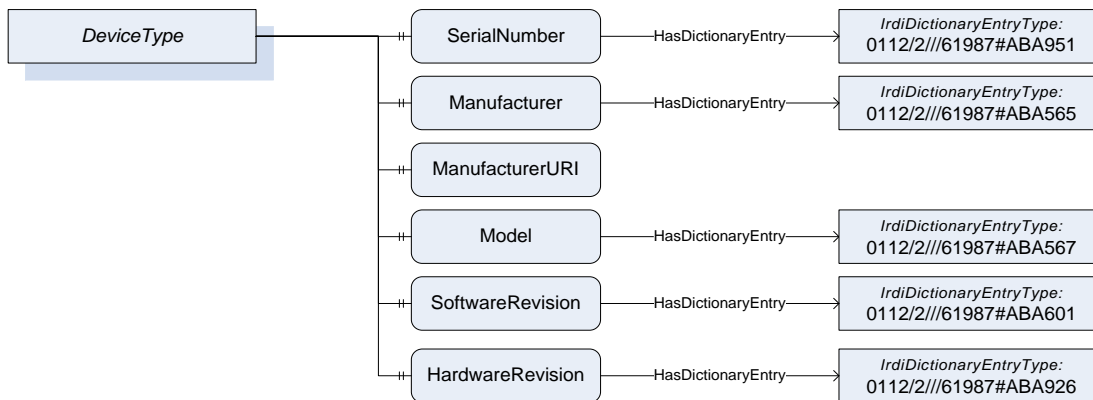 DeviceType
SerialNumber
HasDictionaryEntry
IrdiDictionaryEntryType:
0112/2///61987#ABA951
Manufacturer
HasDictionaryEntry
IrdiDictionaryEntryType:
0112/2///61987#ABA565
ManufacturerURI
Model
HasDictionaryEntry
IrdiDictionaryEntryType:
0112/2///61987#ABA567
SoftwareRevision
HasDictionaryEntry
IrdiDictionaryEntryType:
0112/2///61987#ABA601
HardwareRevision
HasDictionaryEntry
IrdiDictionaryEntryType:
0112/2///61987#ABA926